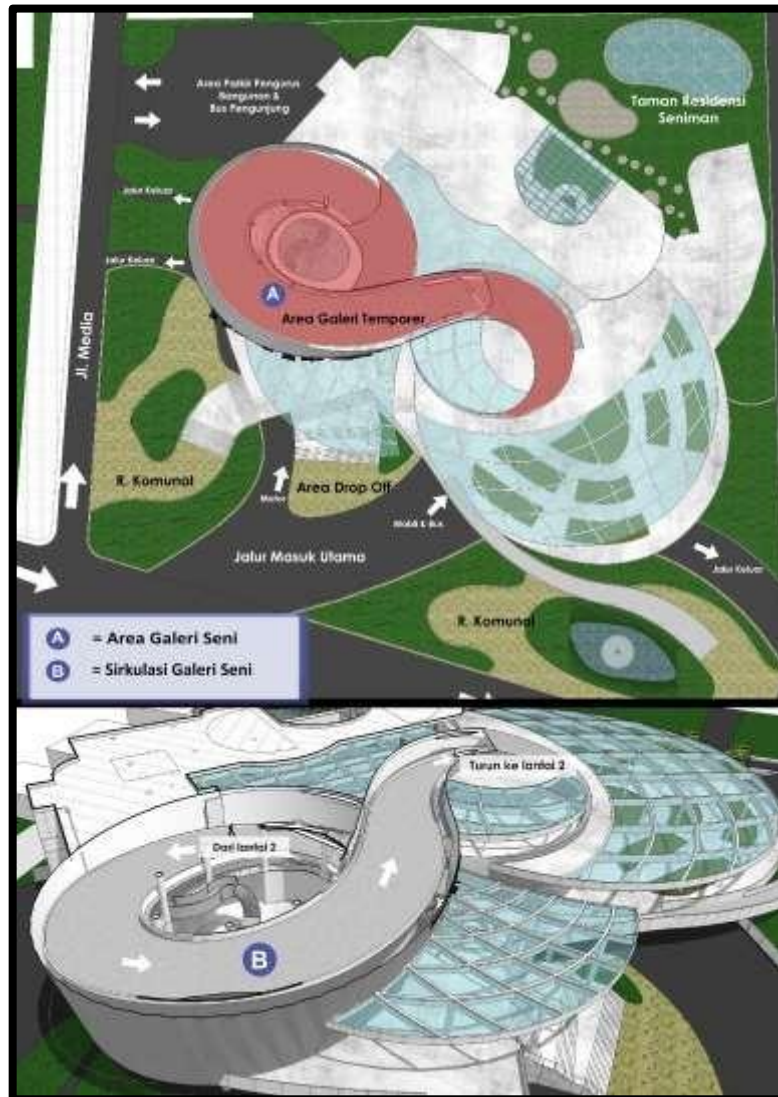 Area Parkir Pengurus
Bangunan &
Bus Pengunjung
Taman Residensi
Seniman
Jalur Keluar
Jalur Keluar
A
Area Galeri Temporer
Jl. Media
R. Komunal
Motor
Area Drop Off
Mobil & Bus
Jalur Masuk Utama
Jalur Keluar
R. Komunal
A = Area Galeri Seni
B = Sirkulasi Galeri Seni
Turun ke lantai 2
Dari lantai 2
B